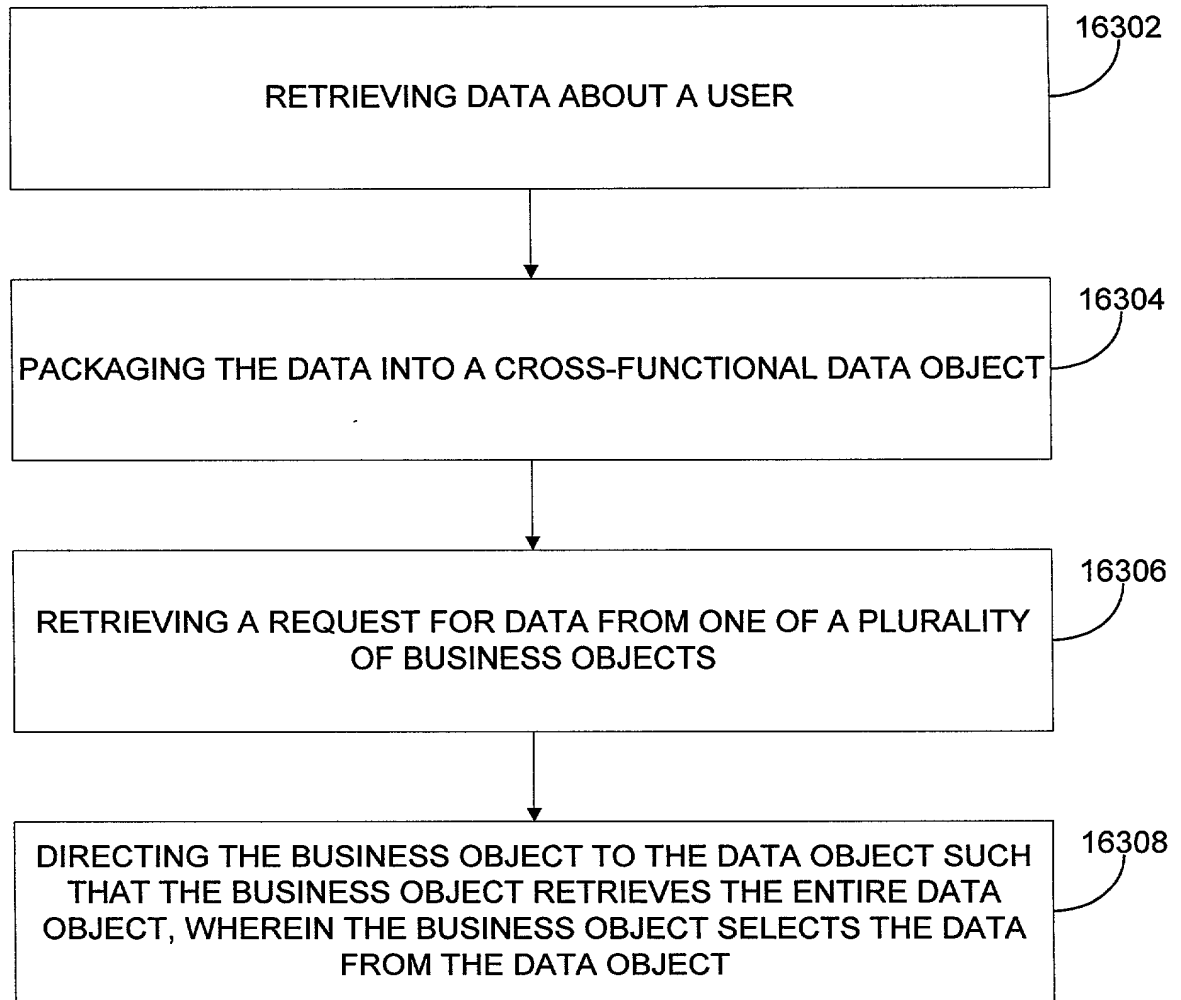 16302
RETRIEVING DATA ABOUT A USER
16304
PACKAGING THE DATA INTO A CROSS-FUNCTIONAL DATA OBJECT
16306
RETRIEVING A REQUEST FOR DATA FROM ONE OF A PLURALITY
OF BUSINESS OBJECTS
16308
DIRECTING THE BUSINESS OBJECT TO THE DATA OBJECT SUCH
THAT THE BUSINESS OBJECT RETRIEVES THE ENTIRE DATA
OBJECT, WHEREIN THE BUSINESS OBJECT SELECTS THE DATA
FROM THE DATA OBJECT